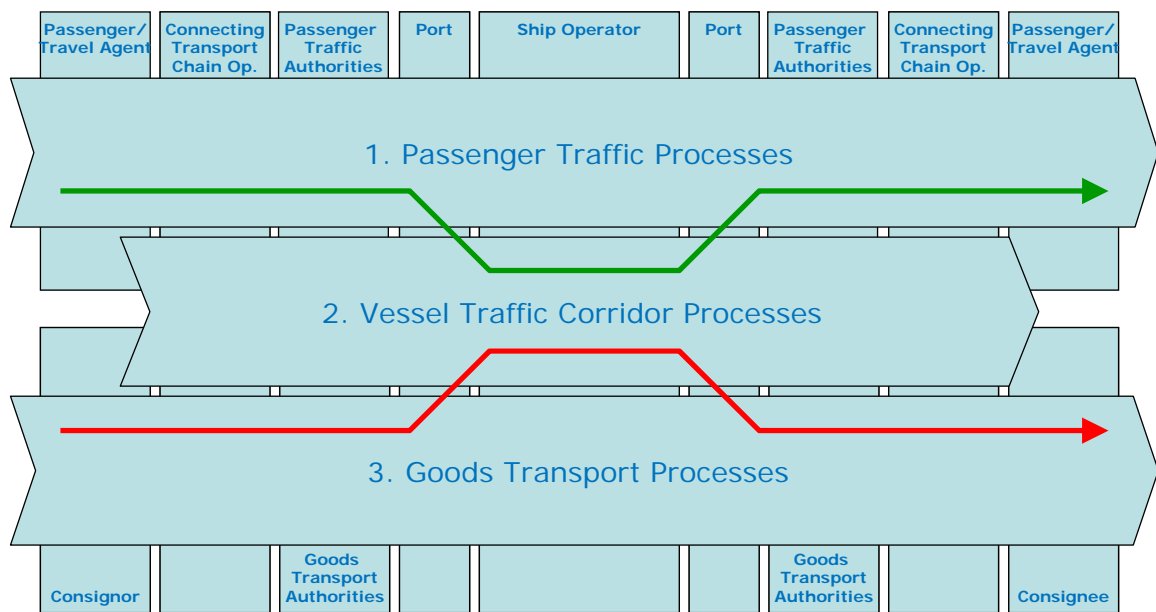 Passenger/
Travel Agent
Connecting
Transport
Chain Op.
Passenger
Traffic
Authorities
Port
Ship Operator
Port
Passenger
Traffic
Authorities
Connecting
Transport
Chain Op.
Passenger/
Travel Agent
1. Passenger Traffic Processes
2. Vessel Traffic Corridor Processes
3. Goods Transport Processes
Consignor
Goods
Transport
Authorities
Goods
Transport
Authorities
Consignee